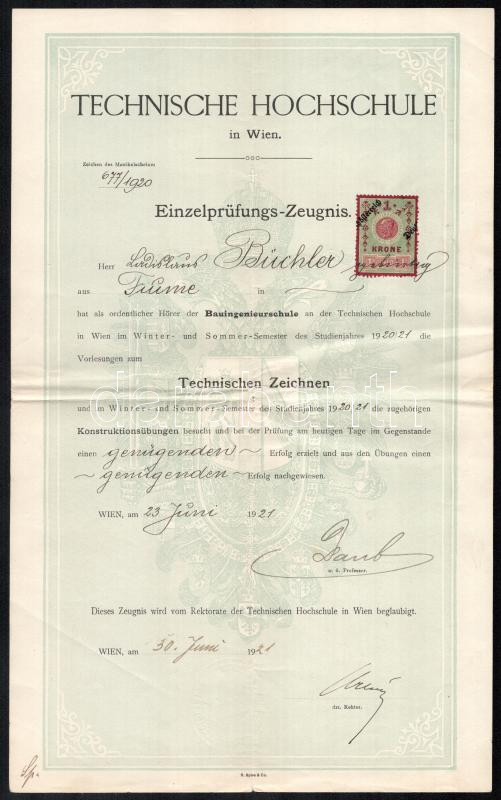 TECHNISCHE HOCHSCHULE
in Wien.
Zeichen des Matrikelscheines
677/1920
Einzelprüfungs-Zeugnis.
1
KRONE
Herr Ladislaus Büchler
aus Fiume in
hat als ordentlicher Hörer der Bauingenieurschule an der Technischen Hochschule
in Wien im Winter- und Sommer-Semester des Studienjahres 1920/21 die
Vorlesungen zum
Technischen Zeichnen
und im Winter- und Sommer-Semester des Studienjahres 1920/21 die zugehörigen
Konstruktionsübungen besucht und bei der Prüfung am heutigen Tage im Gegenstande
einen genügenden Erfolg erzielt und aus den Übungen einen
genügenden Erfolg nachgewiesen.
WIEN, am 23 Juni 1921
Daub
o. ö. Professor.
Dieses Zeugnis wird vom Rektorate der Technischen Hochschule in Wien beglaubigt.
WIEN, am 30. Juni 1921
dzt. Rektor.
G. Spies & Co.